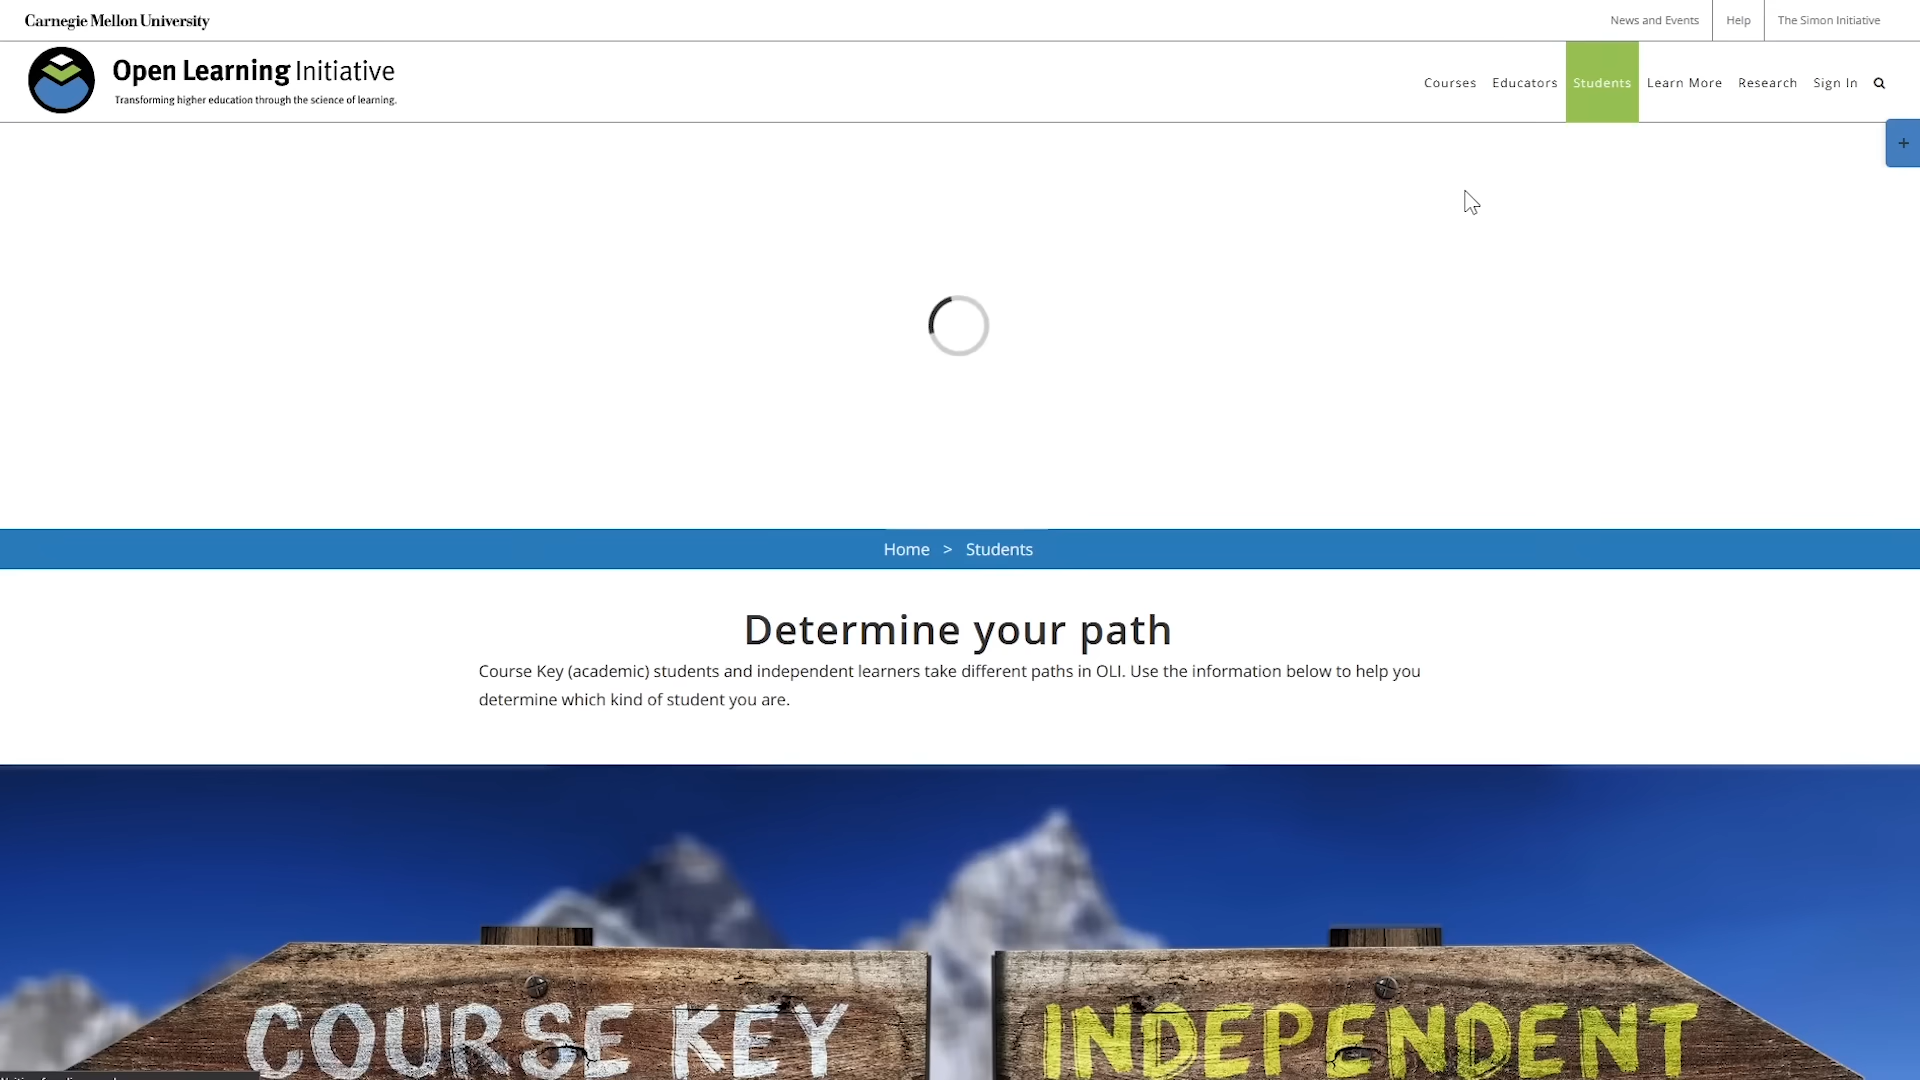 Carnegie Mellon University
News and Events
Help
The Simon Initiative
Open Learning Initiative
Transforming higher education through the science of learning.
Courses
Educators
Students
Learn More
Research
Sign In
+
Home > Students
Determine your path
Course Key (academic) students and independent learners take different paths in OLI. Use the information below to help you
determine which kind of student you are.
COURSE KEY
INDEPENDENT